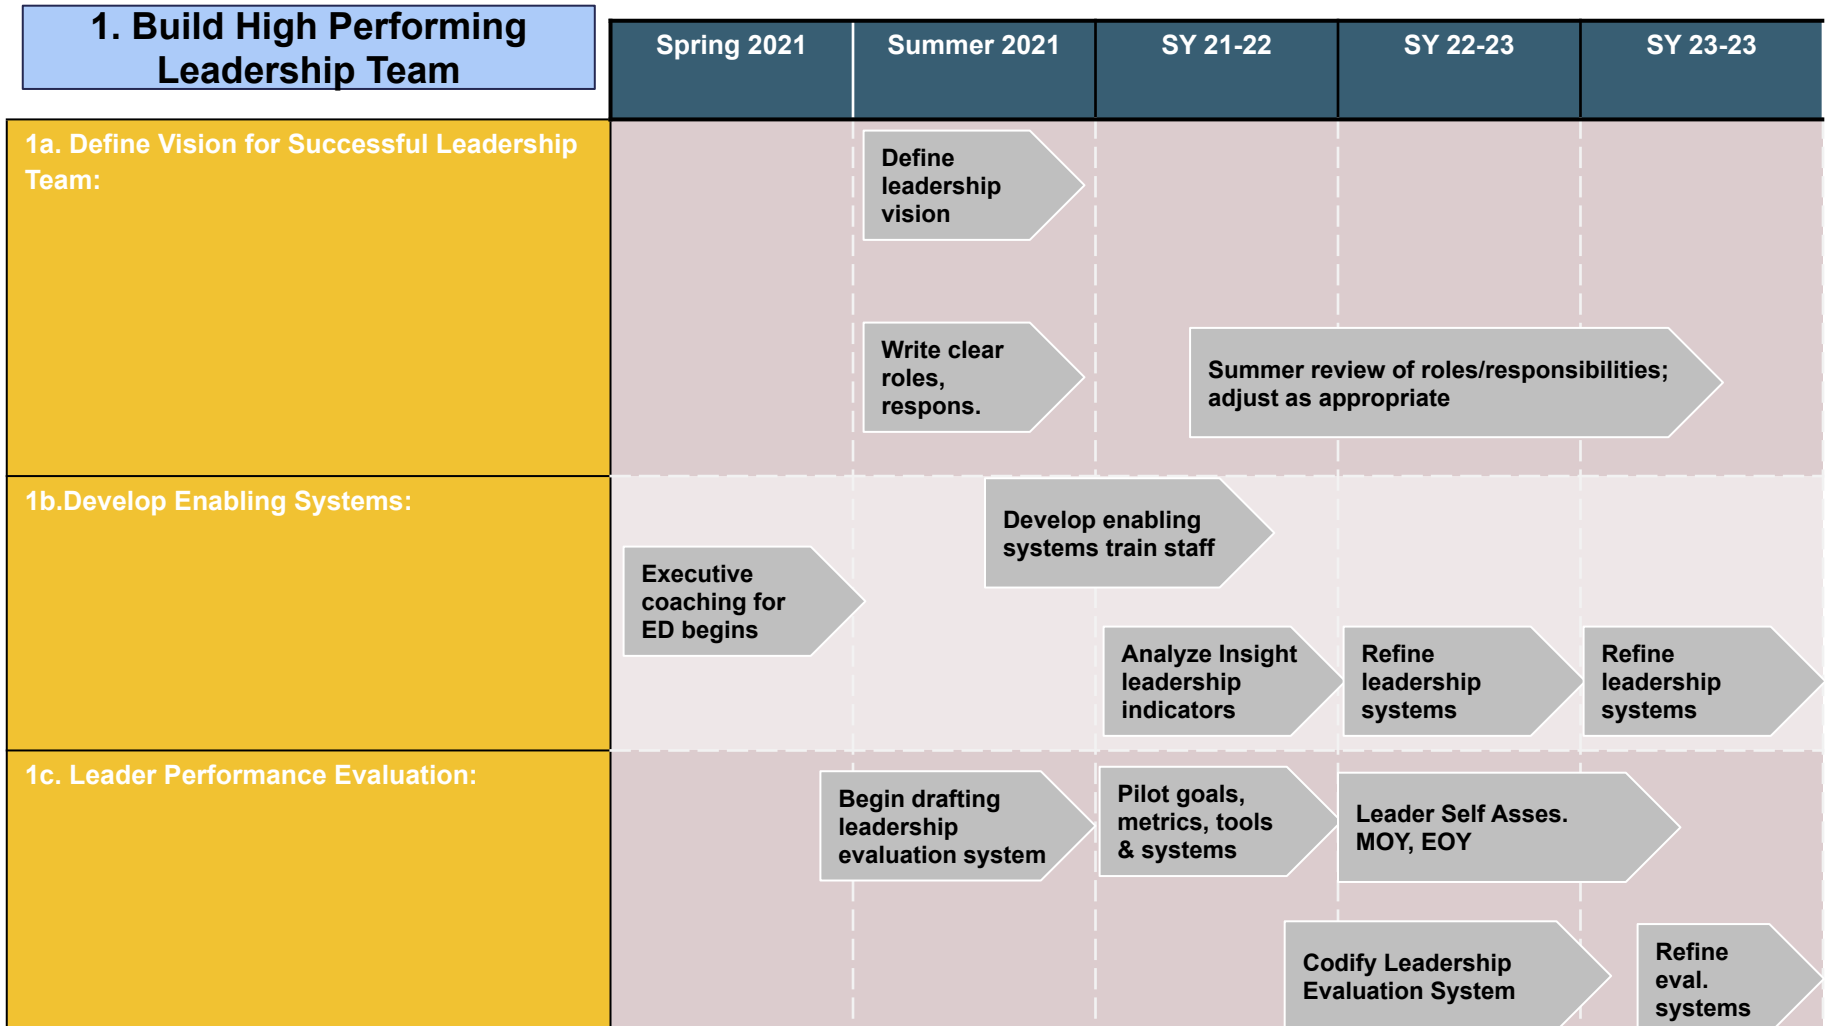 1. Build High Performing
Leadership Team
Spring 2021
Summer 2021
SY 21-22
SY 22-23
SY 23-23
1a. Define Vision for Successful Leadership
Team:
Define
leadership
vision
Write clear
roles,
respons.
Summer review of roles/responsibilities;
adjust as appropriate
1b.Develop Enabling Systems:
Develop enabling
systems train staff
Executive
coaching for
ED begins
Analyze Insight
leadership
indicators
Refine
leadership
systems
Refine
leadership
systems
1c. Leader Performance Evaluation:
Begin drafting
leadership
evaluation system
Pilot goals,
metrics, tools
& systems
Leader Self Asses.
MOY, EOY
Codify Leadership
Evaluation System
Refine
eval.
systems